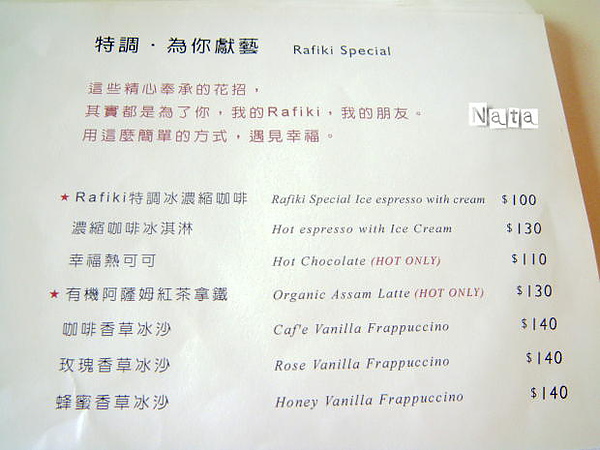 特調．為你獻藝 Rafiki Special
這些精心奉承的花招，
其實都是為了你，我的Rafiki，我的朋友。
用這麼簡單的方式，遇見幸福。
Nata
★Rafiki特調冰濃縮咖啡 Rafiki Special Ice espresso with cream $100
濃縮咖啡冰淇淋 Hot espresso with Ice Cream $130
幸福熱可可 Hot Chocolate (HOT ONLY) $110
★有機阿薩姆紅茶拿鐵 Organic Assam Latte (HOT ONLY) $130
咖啡香草冰沙 Caf'e Vanilla Frappuccino $140
玫瑰香草冰沙 Rose Vanilla Frappuccino $140
蜂蜜香草冰沙 Honey Vanilla Frappuccino $140